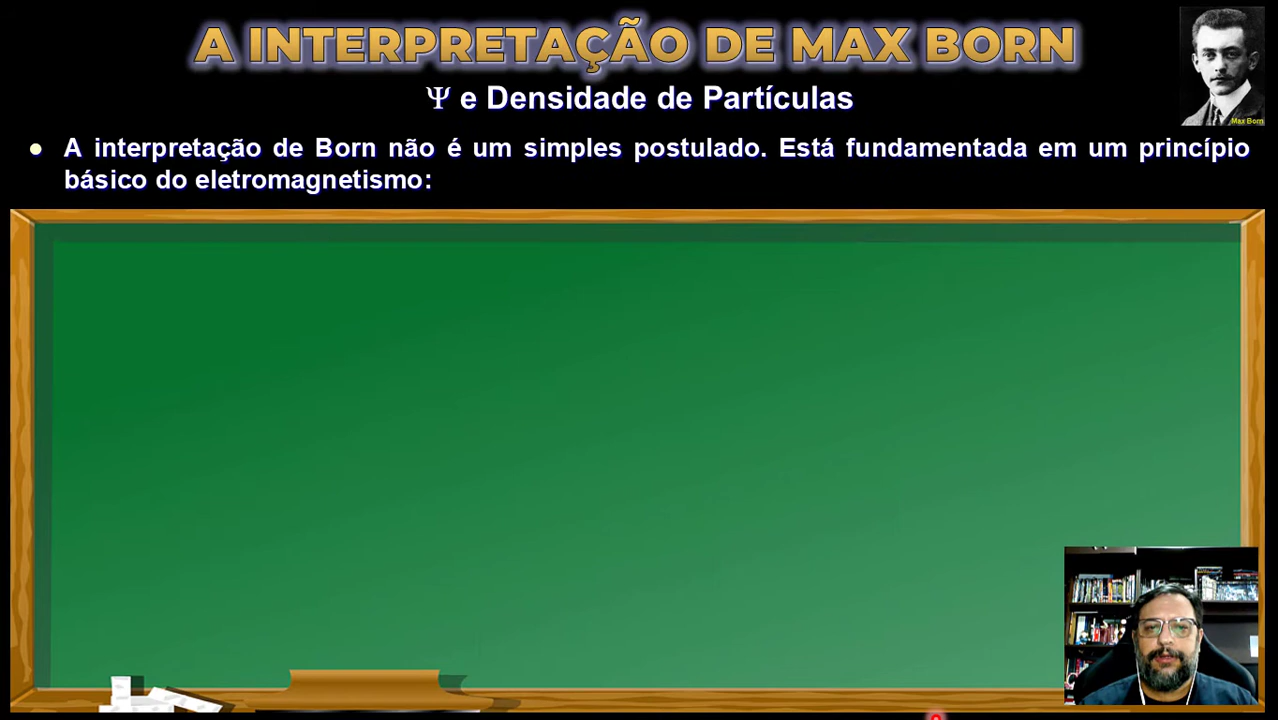 A INTERPRETAÇÃO DE MAX BORN
Ψ e Densidade de Partículas
Max Born
● A interpretação de Born não é um simples postulado. Está fundamentada em um princípio
básico do eletromagnetismo: